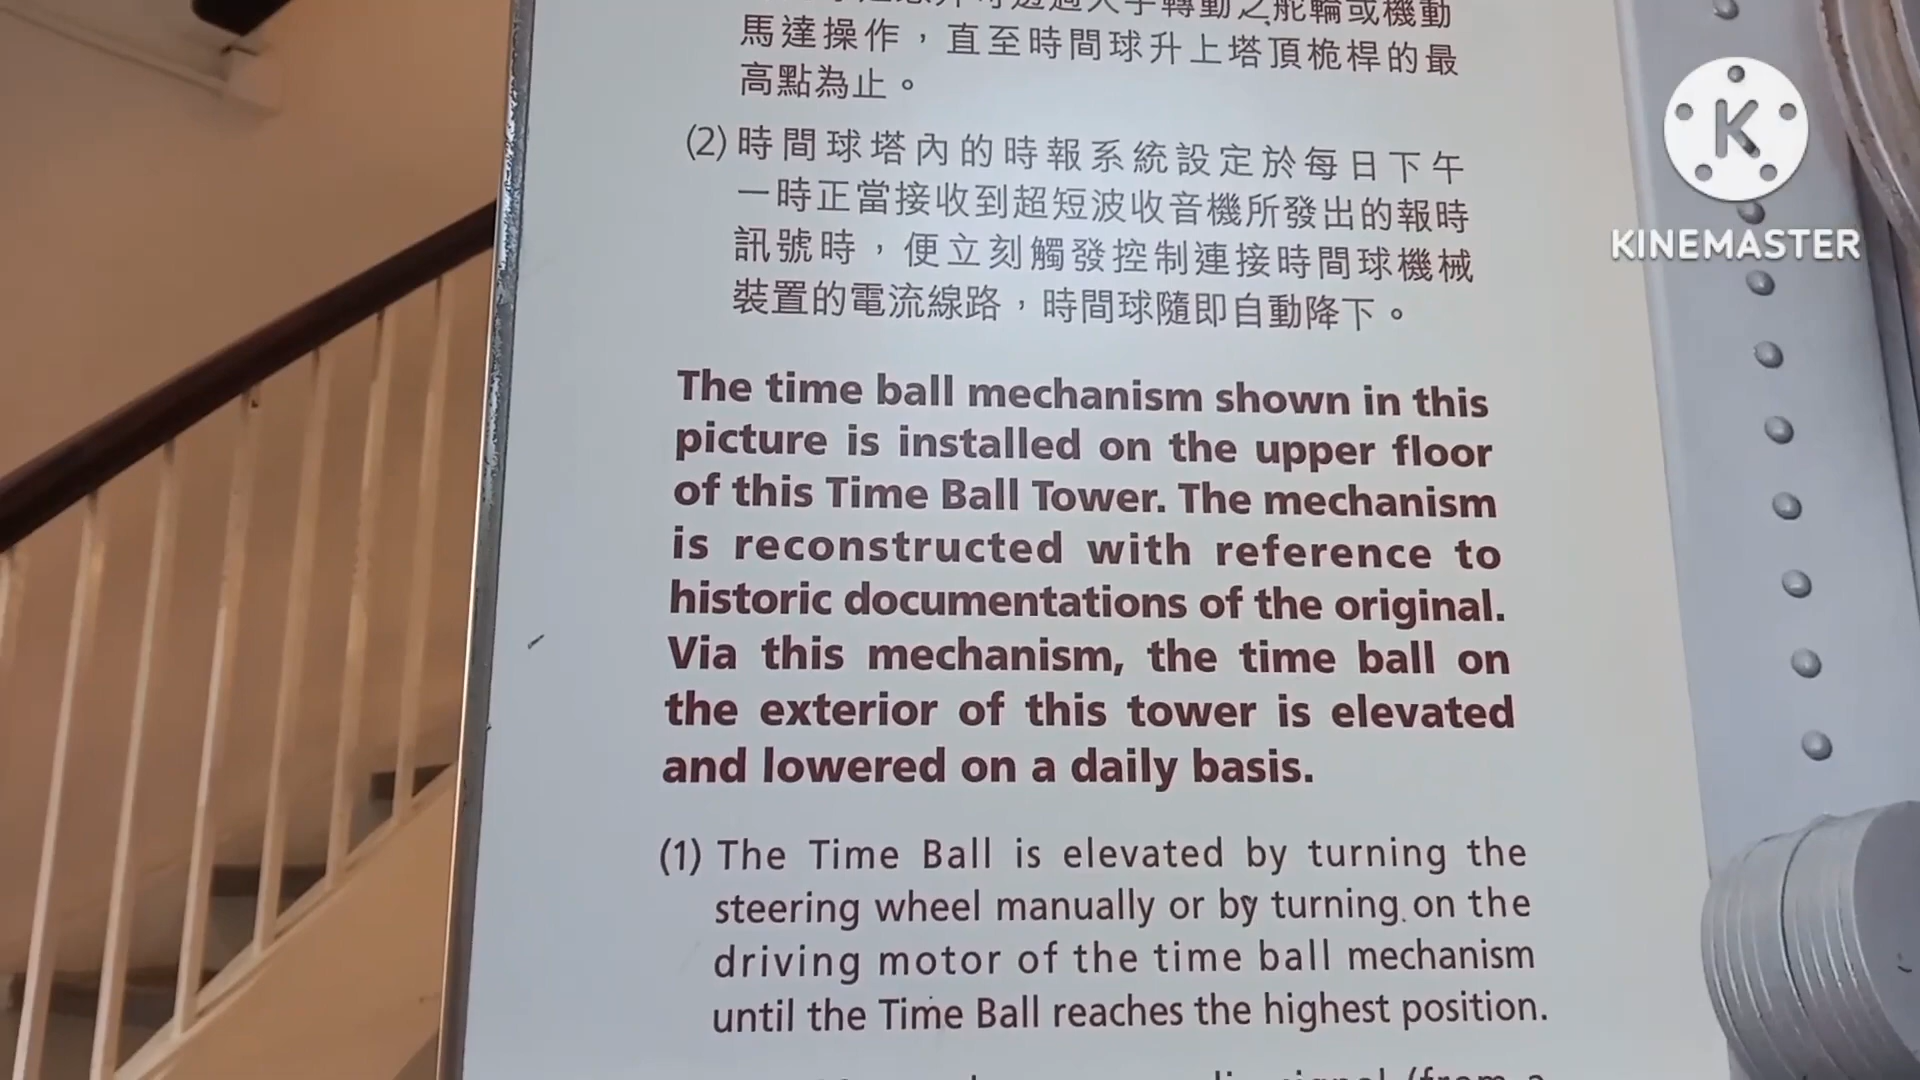 轉動之舵輪或機動
馬達操作，直至時間球升上塔頂桅桿的最
高點為止。
(2) 時間球塔內的時報系統設定於每日下午
一時正當接收到超短波收音機所發出的報時
訊號時，便立刻觸發控制連接時間球機械
裝置的電流線路，時間球隨即自動降下。
KINEMASTER
The time ball mechanism shown in this
picture is installed on the upper floor
of this Time Ball Tower. The mechanism
is reconstructed with reference to
historic documentations of the original.
Via this mechanism, the time ball on
the exterior of this tower is elevated
and lowered on a daily basis.
(1) The Time Ball is elevated by turning the
steering wheel manually or by turning on the
driving motor of the time ball mechanism
until the Time Ball reaches the highest position.